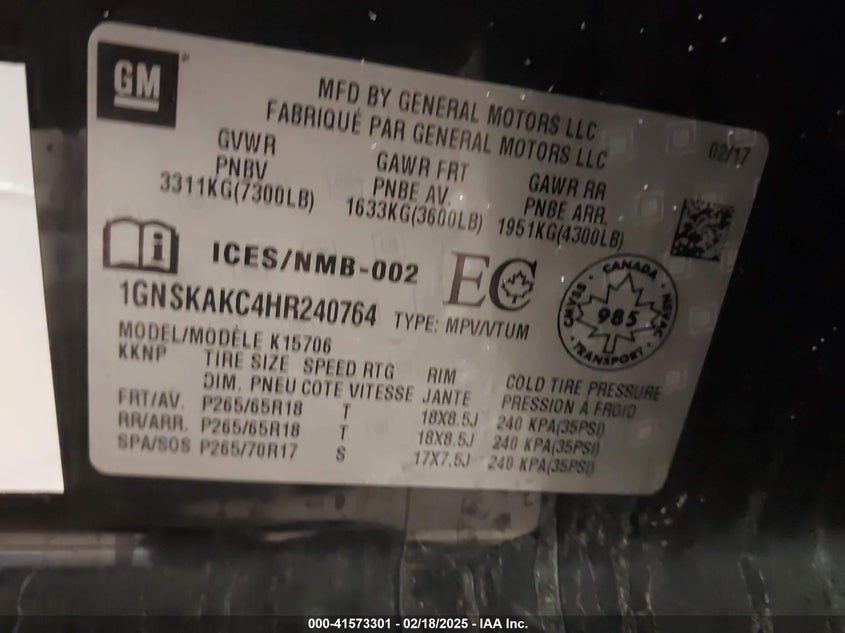 GM
MFD BY GENERAL MOTORS LLC
FABRIQUÉ PAR GENERAL MOTORS LLC
02/17
GVWR
PNBV
3311KG(7300LB)
GAWR FRT
PNBE AV.
1633KG(3600LB)
GAWR RR
PNBE ARR.
1951KG(4300LB)
ICES/NMB-002
EC
1GNSKAKC4HR240764 TYPE: MPV/VTUM
CANADA
CMVSS 985 NSVAC
TRANSPORT
MODEL/MODÈLE K15706
KKNP TIRE SIZE SPEED RTG RIM COLD TIRE PRESSURE
DIM. PNEU COTE VITESSE JANTE PRESSION À FROID
FRT/AV. P265/65R18 T 18X8.5J 240 KPA(35PSI)
RR/ARR. P265/65R18 T 18X8.5J 240 KPA(35PSI)
SPA/SOS P265/70R17 S 17X7.5J 240 KPA(35PSI)
000-41573301 - 02/18/2025 - IAA Inc.